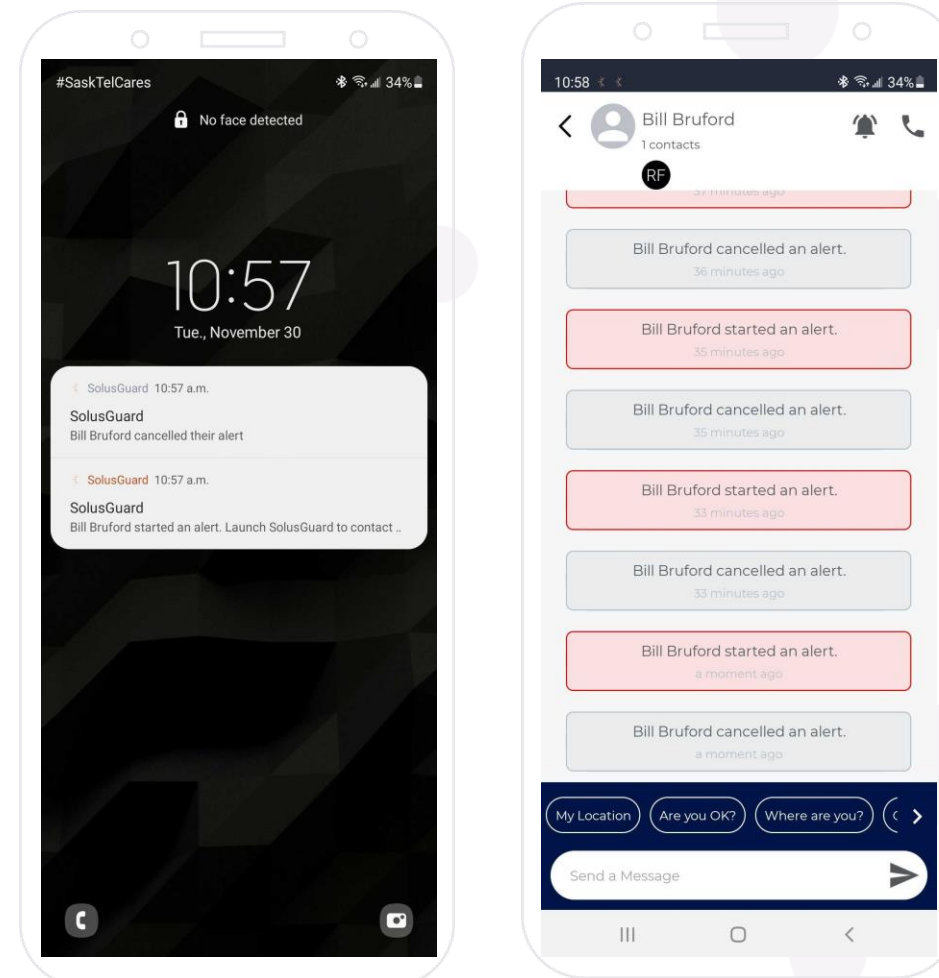 #SaskTelCares
34%
No face detected
10:57
Tue., November 30
SolusGuard 10:57 a.m.
SolusGuard
Bill Bruford cancelled their alert
SolusGuard 10:57 a.m.
SolusGuard
Bill Bruford started an alert. Launch SolusGuard to contact ..
10:58
34%
Bill Bruford
1 contacts
RF
37 minutes ago
Bill Bruford cancelled an alert.
36 minutes ago
Bill Bruford started an alert.
35 minutes ago
Bill Bruford cancelled an alert.
35 minutes ago
Bill Bruford started an alert.
33 minutes ago
Bill Bruford cancelled an alert.
33 minutes ago
Bill Bruford started an alert.
a moment ago
Bill Bruford cancelled an alert.
a moment ago
My Location
Are you OK?
Where are you?
Send a Message